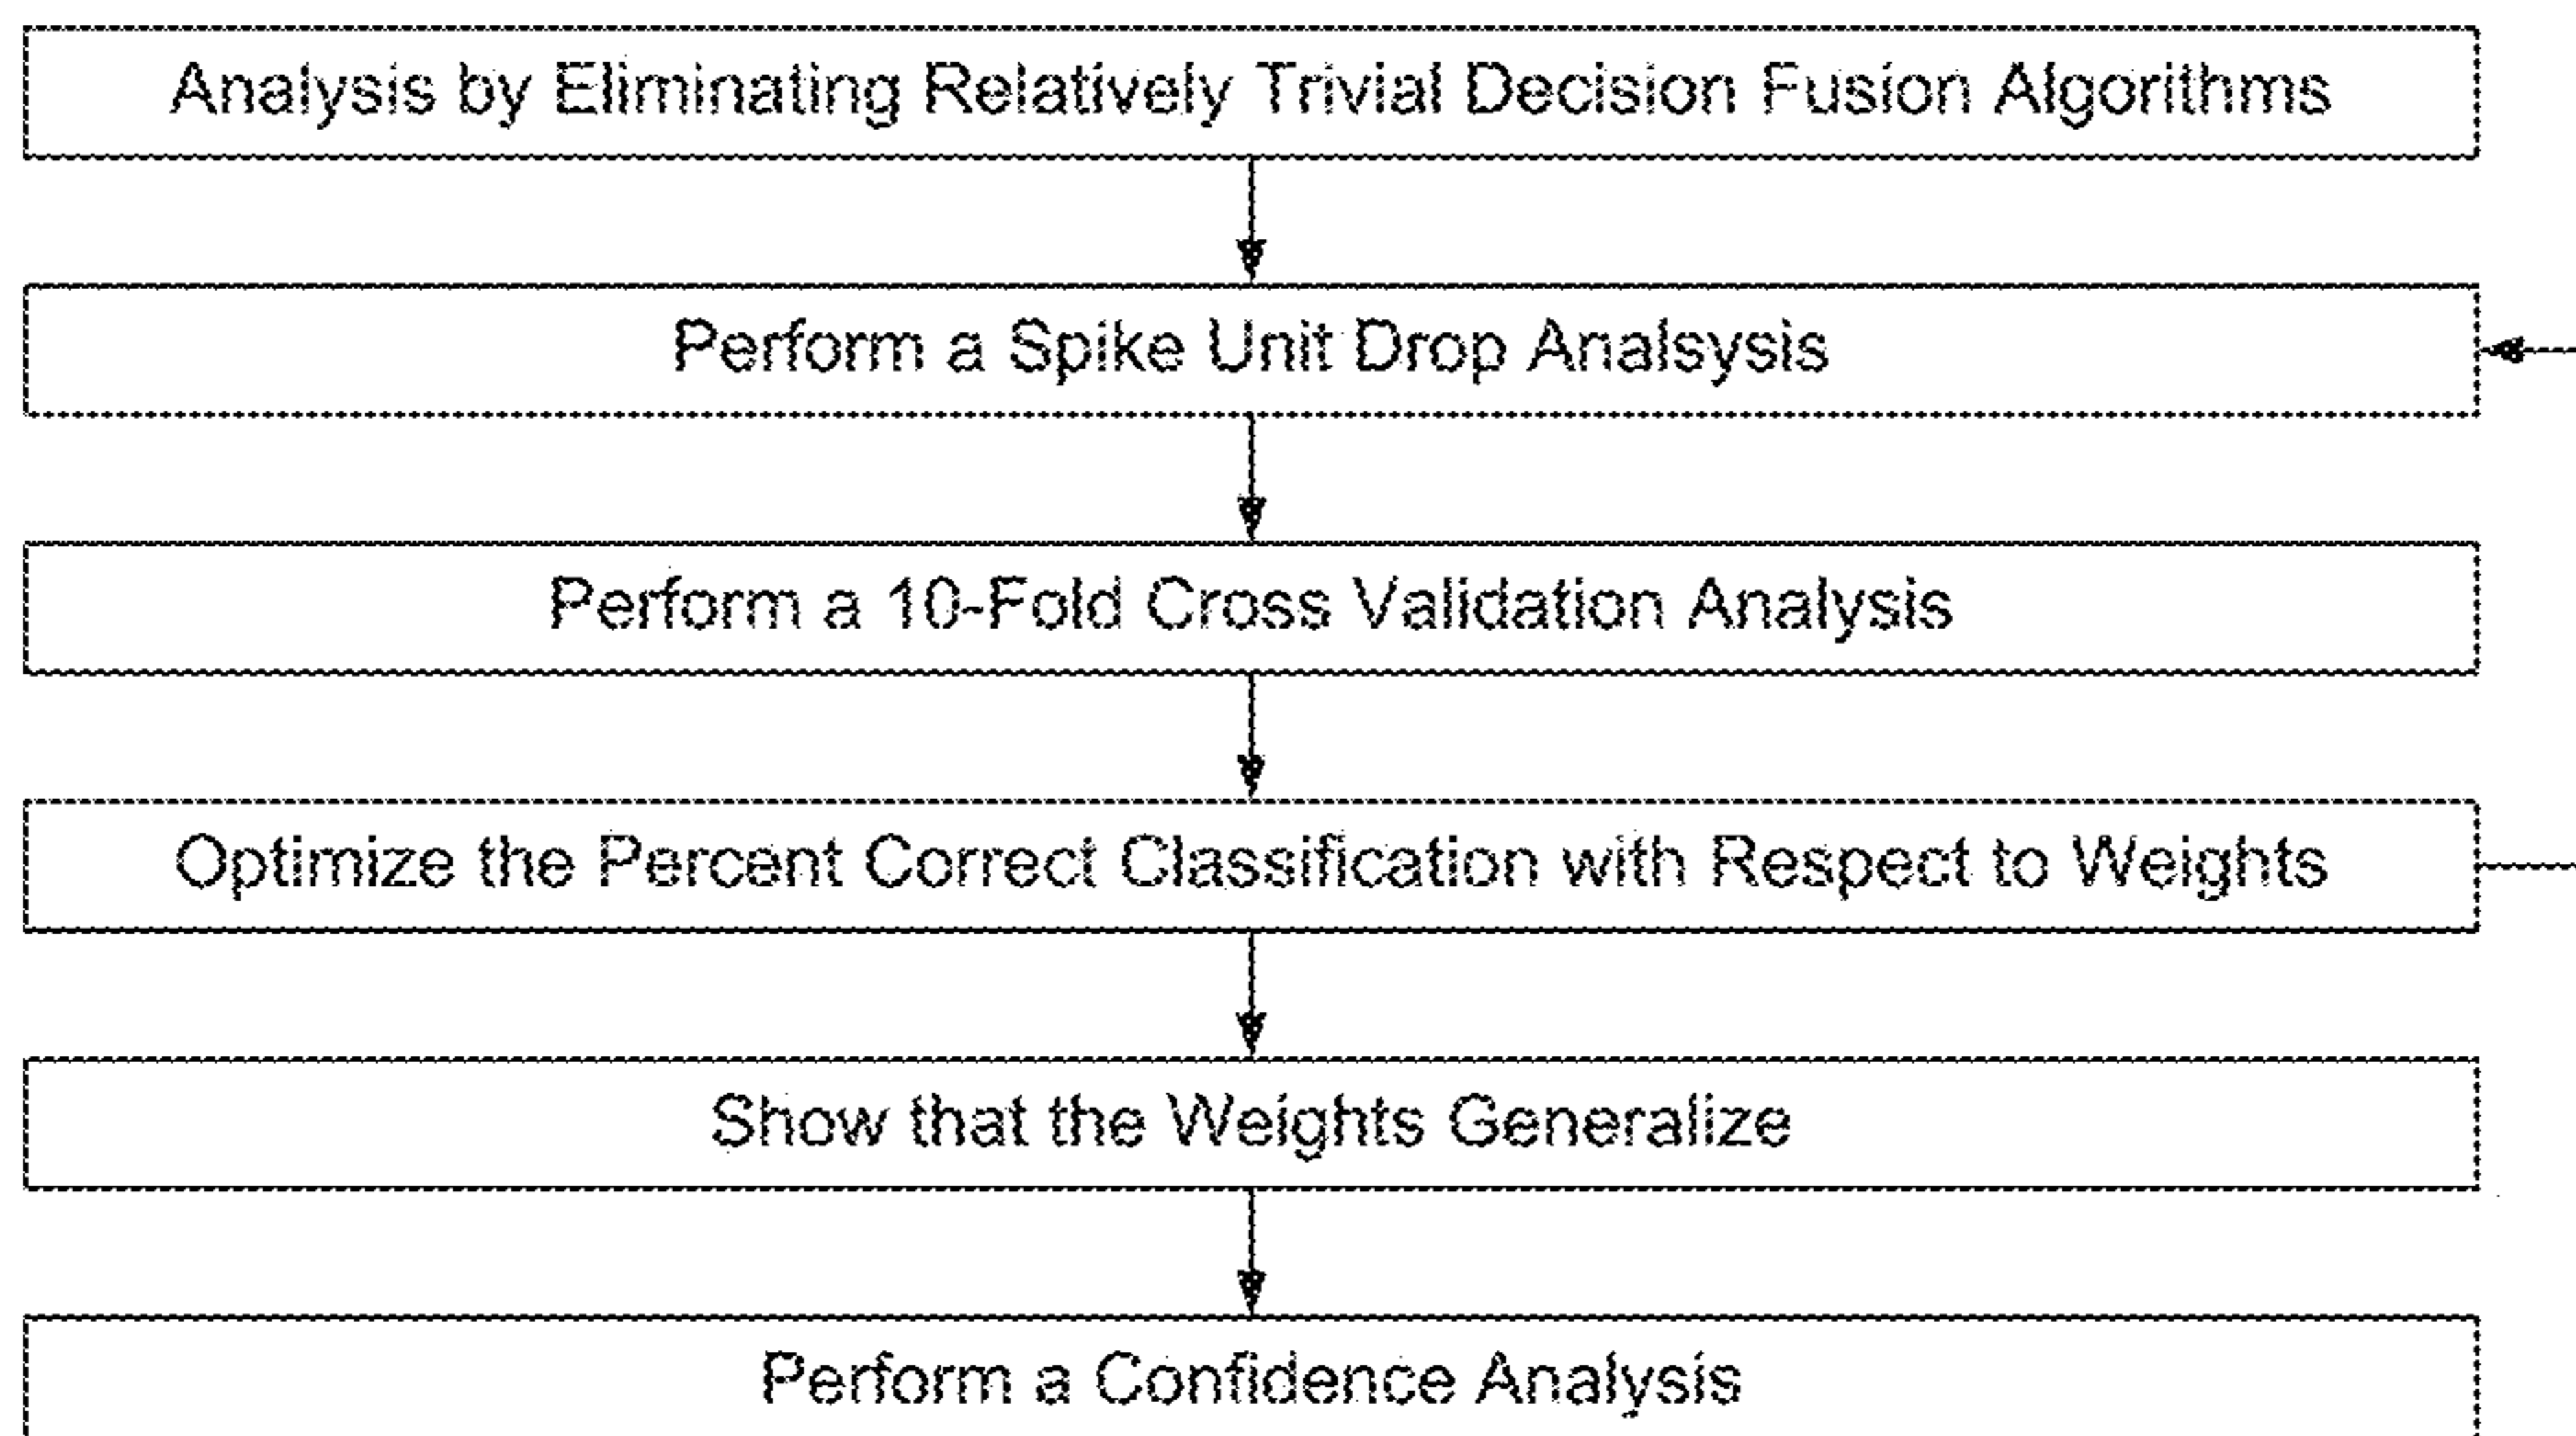 Analysis by Eliminating Relatively Trivial Decision Fusion Algorithms
Perform a Spike Unit Drop Analsysis
Perform a 10-Fold Cross Validation Analysis
Optimize the Percent Correct Classification with Respect to Weights
Show that the Weights Generalize
Perform a Confidence Analysis